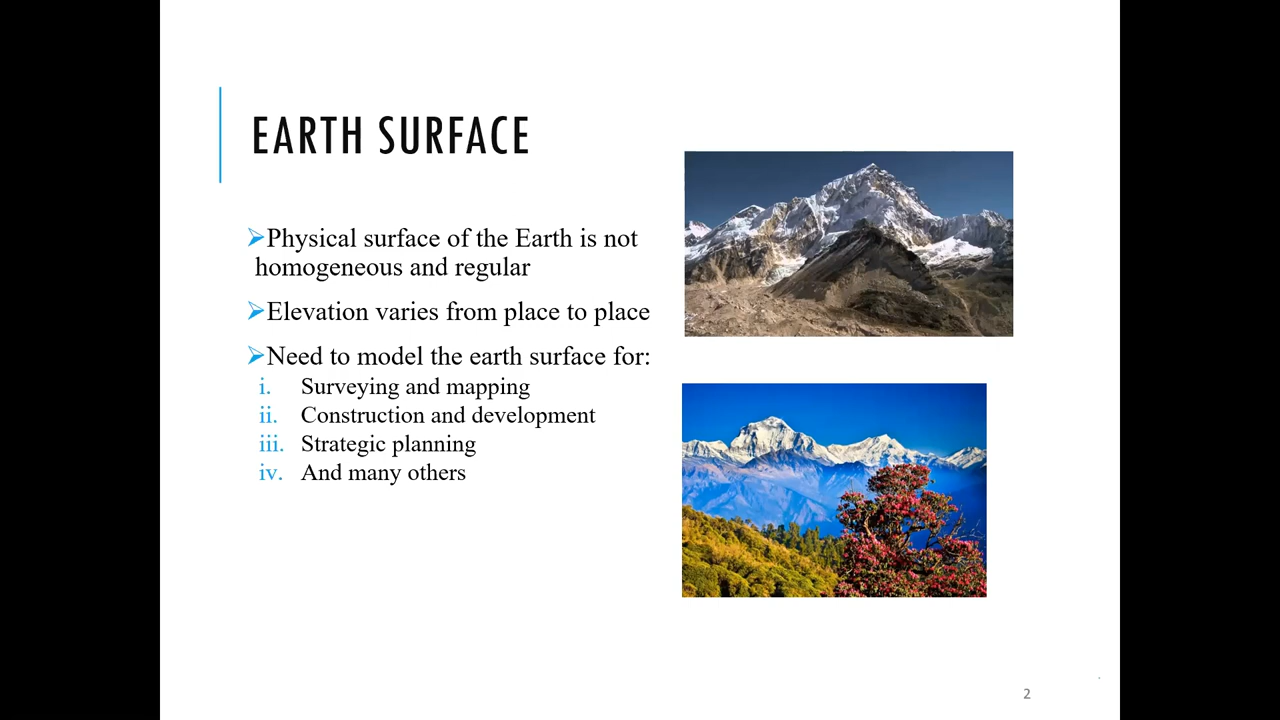 EARTH SURFACE
➢Physical surface of the Earth is not
homogeneous and regular
➢Elevation varies from place to place
➢Need to model the earth surface for:
i. Surveying and mapping
ii. Construction and development
iii. Strategic planning
iv. And many others
2